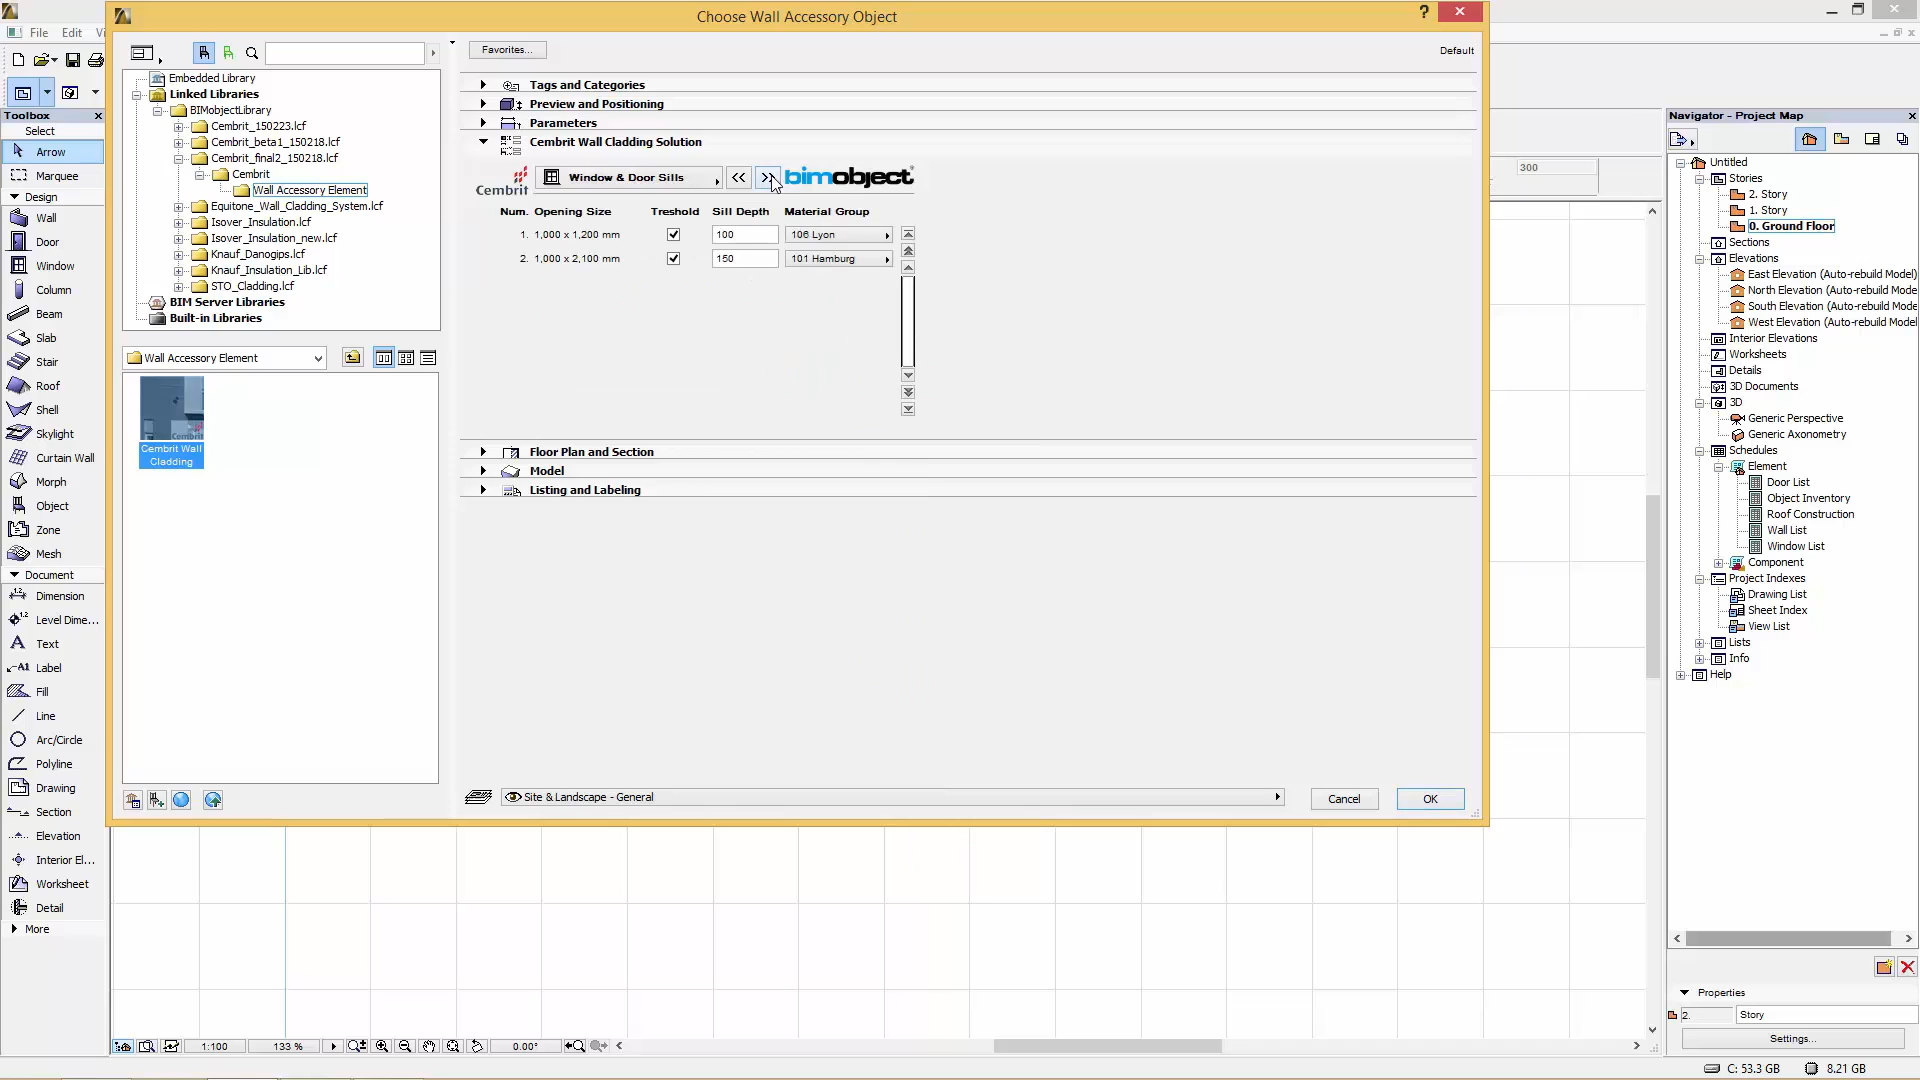 Choose Wall Accessory Object
?
File Edit Vi
Favorites...
Default
Embedded Library
Linked Libraries
BIMobjectLibrary
Cembrit_150223.lcf
Cembrit_beta1_150218.lcf
Cembrit_final2_150218.lcf
Cembrit
Wall Accessory Element
Equitone_Wall_Cladding_System.lcf
Isover_Insulation.lcf
Isover_Insulation_new.lcf
Knauf_Danogips.lcf
Knauf_Insulation_Lib.lcf
STO_Cladding.lcf
BIM Server Libraries
Built-in Libraries
Wall Accessory Element
Cembrit
Cembrit Wall
Cladding
Tags and Categories
Preview and Positioning
Parameters
Cembrit Wall Cladding Solution
Cembrit
Window & Door Sills
<<
>>
bimobject®
Num. Opening Size Treshold Sill Depth Material Group
1. 1,000 x 1,200 mm 100 106 Lyon
2. 1,000 x 2,100 mm 150 101 Hamburg
Floor Plan and Section
Model
Listing and Labeling
Site & Landscape - General
Cancel
OK
Toolbox
Select
Arrow
Marquee
Design
Wall
Door
Window
Column
Beam
Slab
Stair
Roof
Shell
Skylight
Curtain Wall
Morph
Object
Zone
Mesh
Document
Dimension
Level Dime...
Text
Label
Fill
Line
Arc/Circle
Polyline
Drawing
Section
Elevation
Interior El...
Worksheet
Detail
More
300
Navigator - Project Map
Untitled
Stories
2. Story
1. Story
0. Ground Floor
Sections
Elevations
East Elevation (Auto-rebuild Model)
North Elevation (Auto-rebuild Mode
South Elevation (Auto-rebuild Mode
West Elevation (Auto-rebuild Model
Interior Elevations
Worksheets
Details
3D Documents
3D
Generic Perspective
Generic Axonometry
Schedules
Element
Door List
Object Inventory
Roof Construction
Wall List
Window List
Component
Project Indexes
Drawing List
Sheet Index
View List
Lists
Info
Help
Properties
2. Story
Settings...
1:100
133 %
0.00°
C: 53.3 GB
8.21 GB